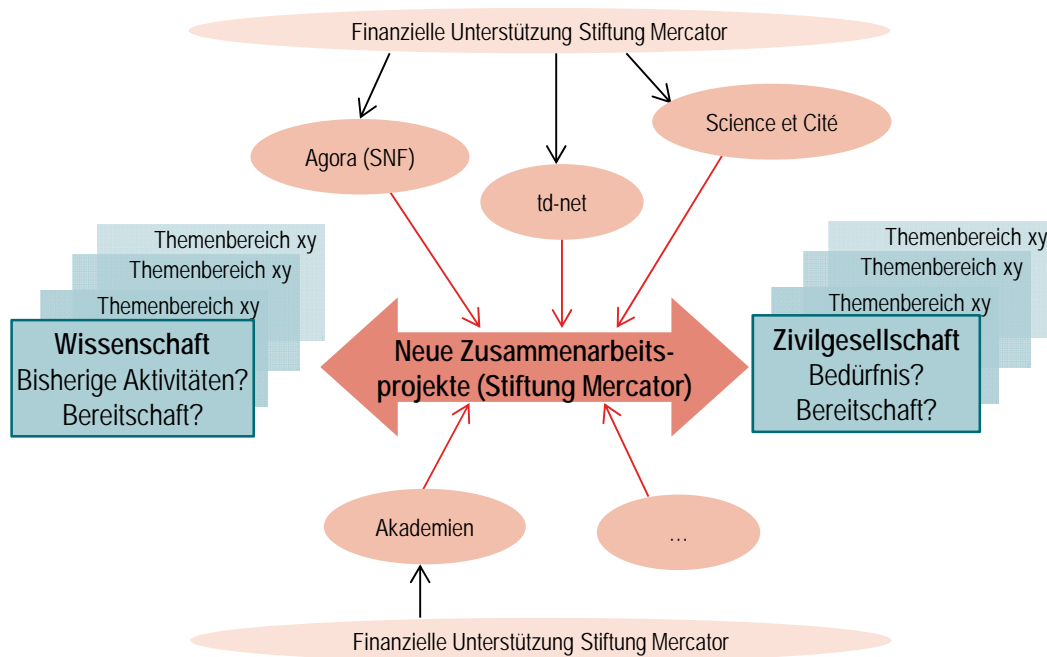 Finanzielle Unterstützung Stiftung Mercator
Science et Cité
Agora (SNF)
td-net
Themenbereich xy
Themenbereich xy
Themenbereich xy
Wissenschaft
Bisherige Aktivitäten?
Bereitschaft?
Neue Zusammenarbeits-
projekte (Stiftung Mercator)
Themenbereich xy
Themenbereich xy
Themenbereich xy
Zivilgesellschaft
Bedürfnis?
Bereitschaft?
Akademien
...
Finanzielle Unterstützung Stiftung Mercator